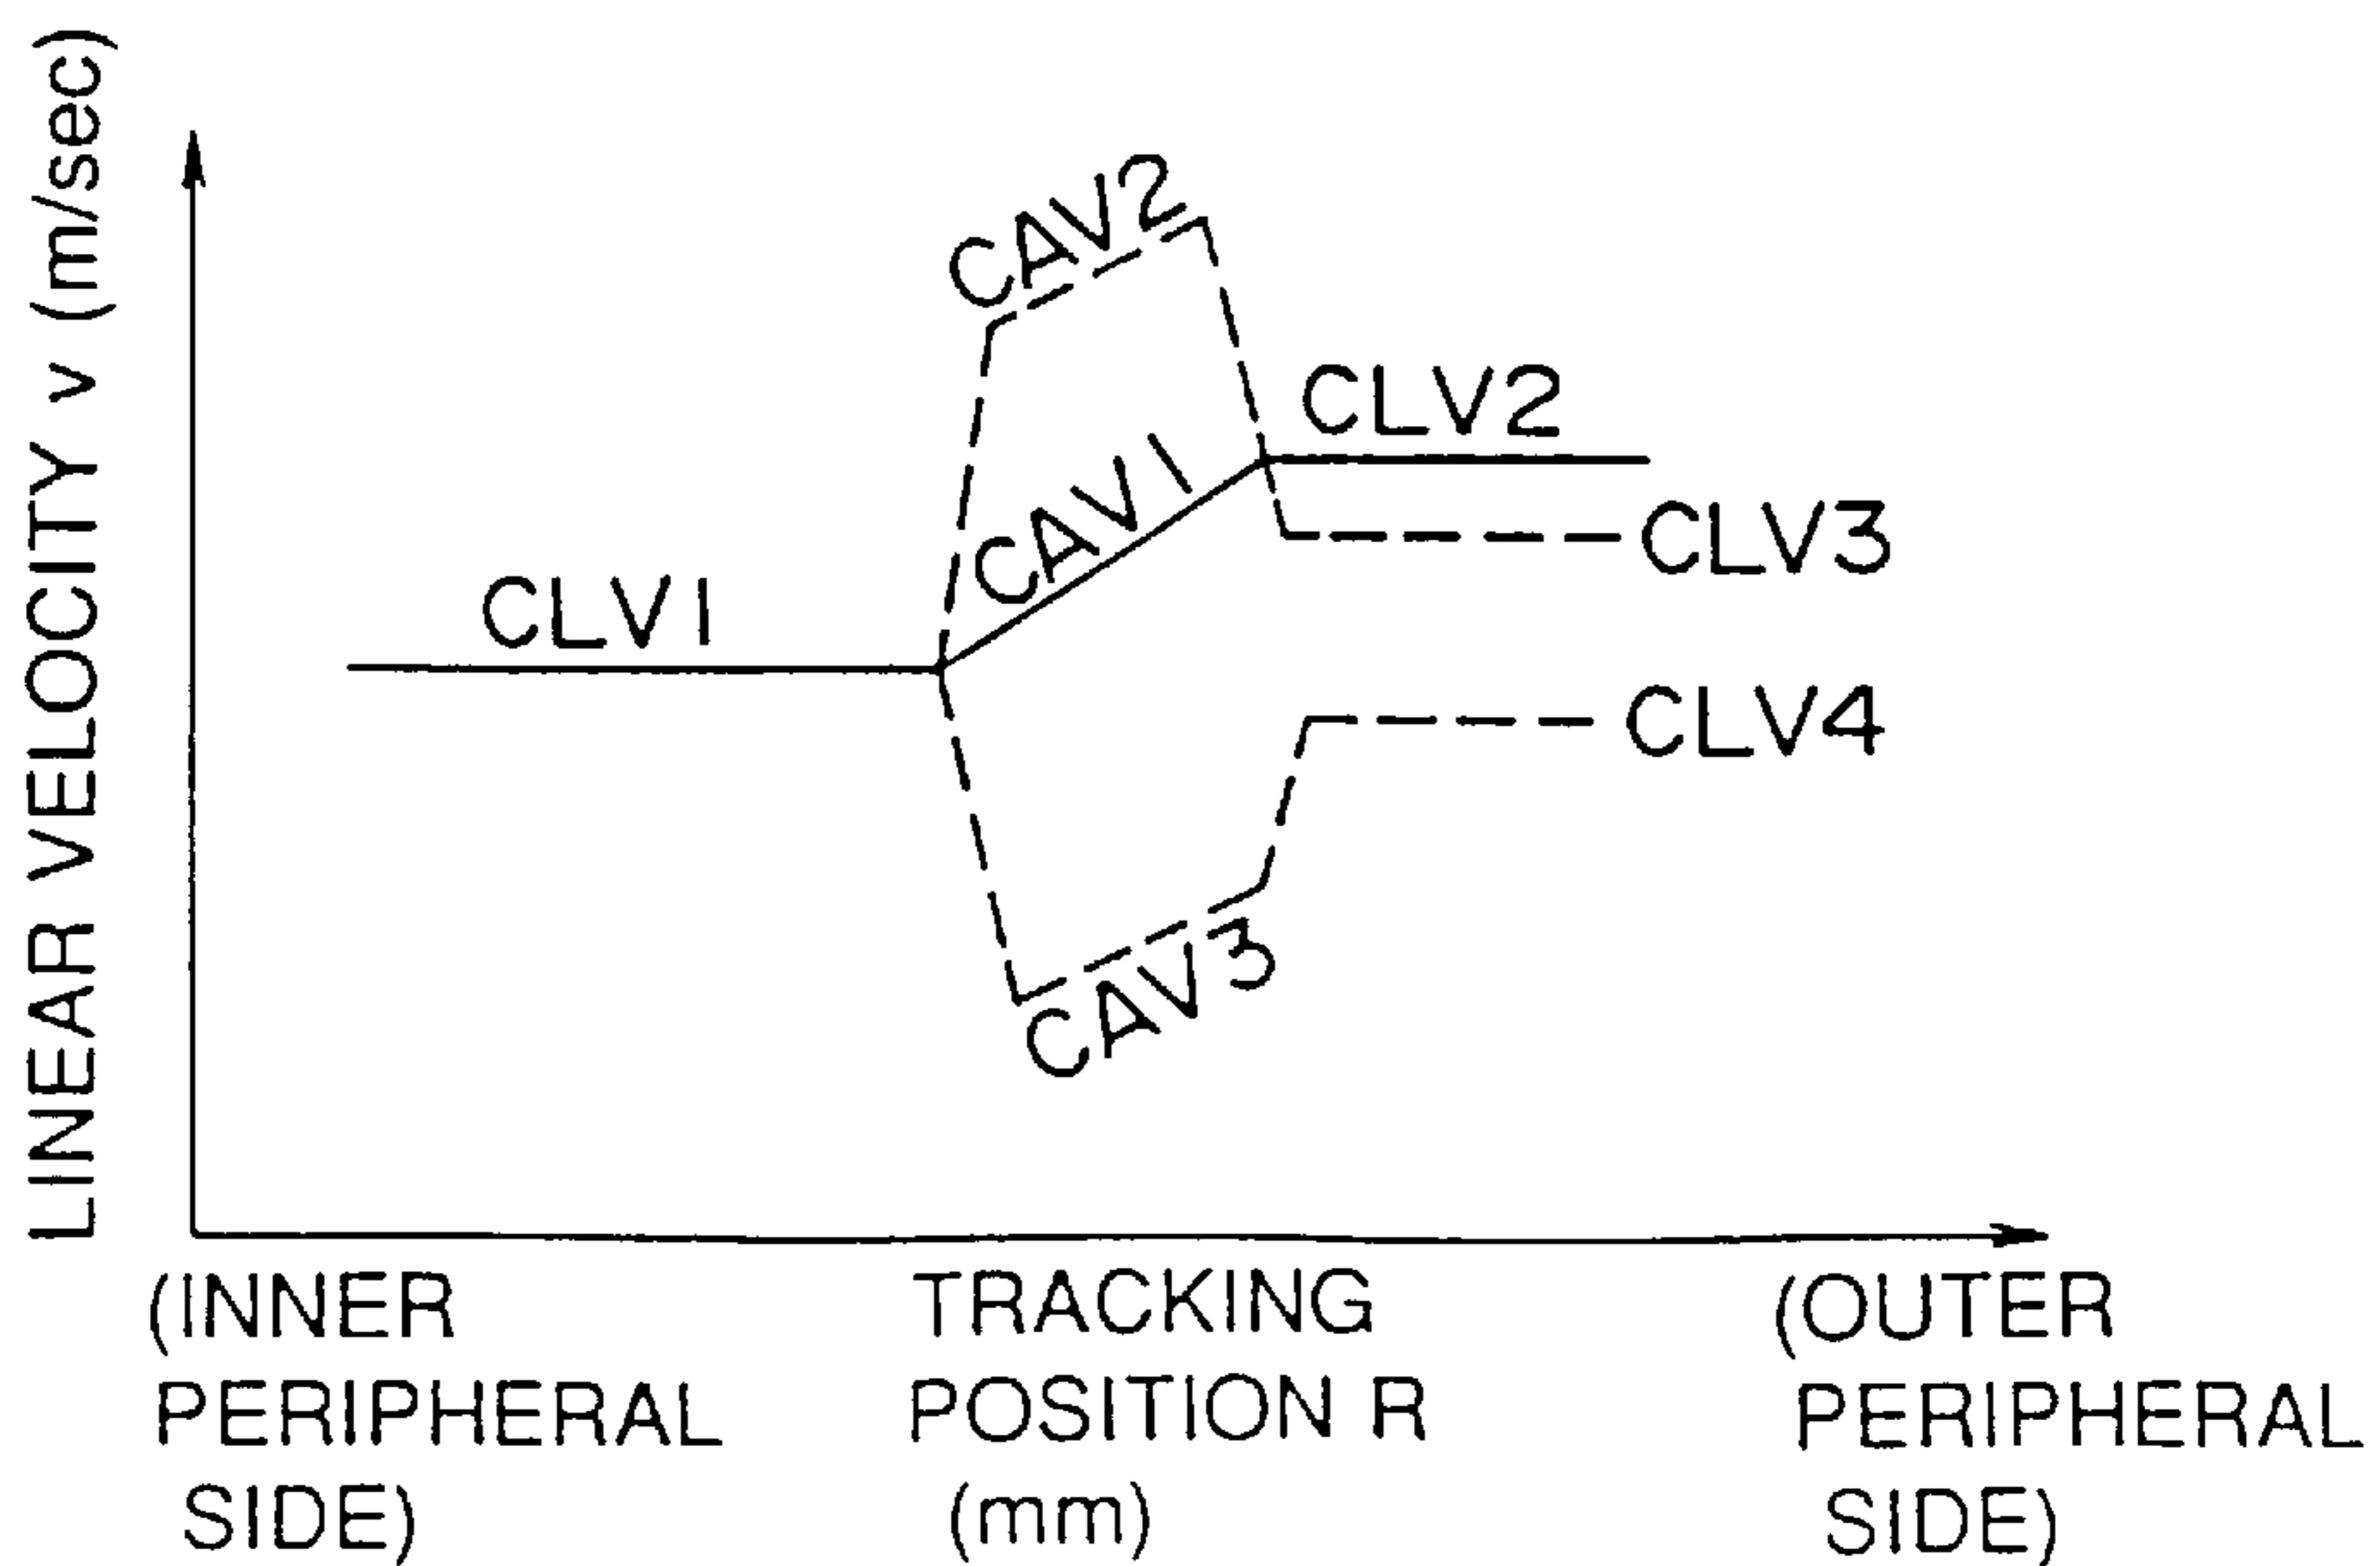 LINEAR VELOCITY v (m/sec)
CAV2
CLV2
CAV1
CLV3
CLV1
CLV4
CAV3
(INNER
PERIPHERAL
SIDE)
TRACKING
POSITION R
(mm)
(OUTER
PERIPHERAL
SIDE)